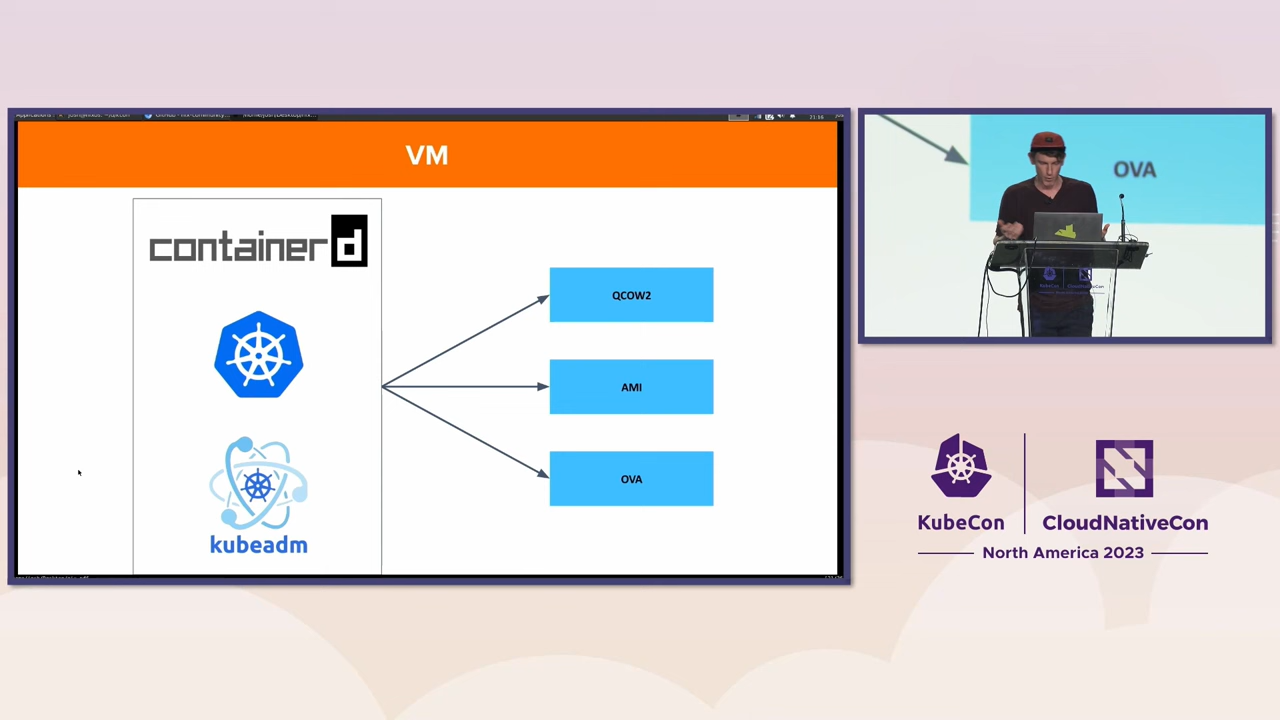 VM
containerd
kubeadm
QCOW2
AMI
OVA
OVA
KubeCon
CloudNativeCon
North America 2023